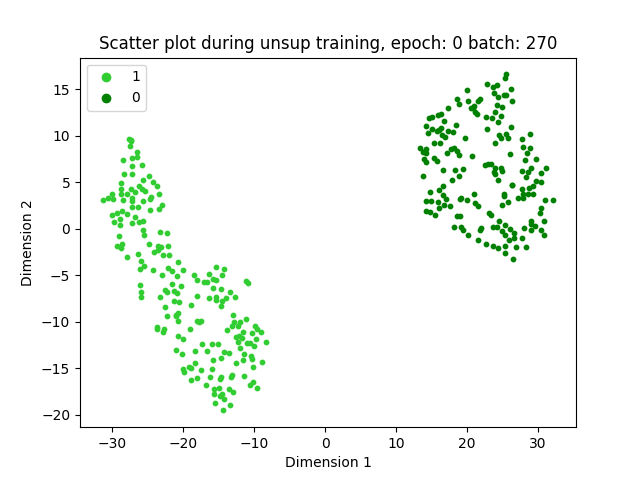 Scatter plot during unsup training, epoch: 0 batch: 270
1
0
15
10
5
0
−5
−10
−15
−20
Dimension 2
−30 −20 −10 0 10 20 30
Dimension 1